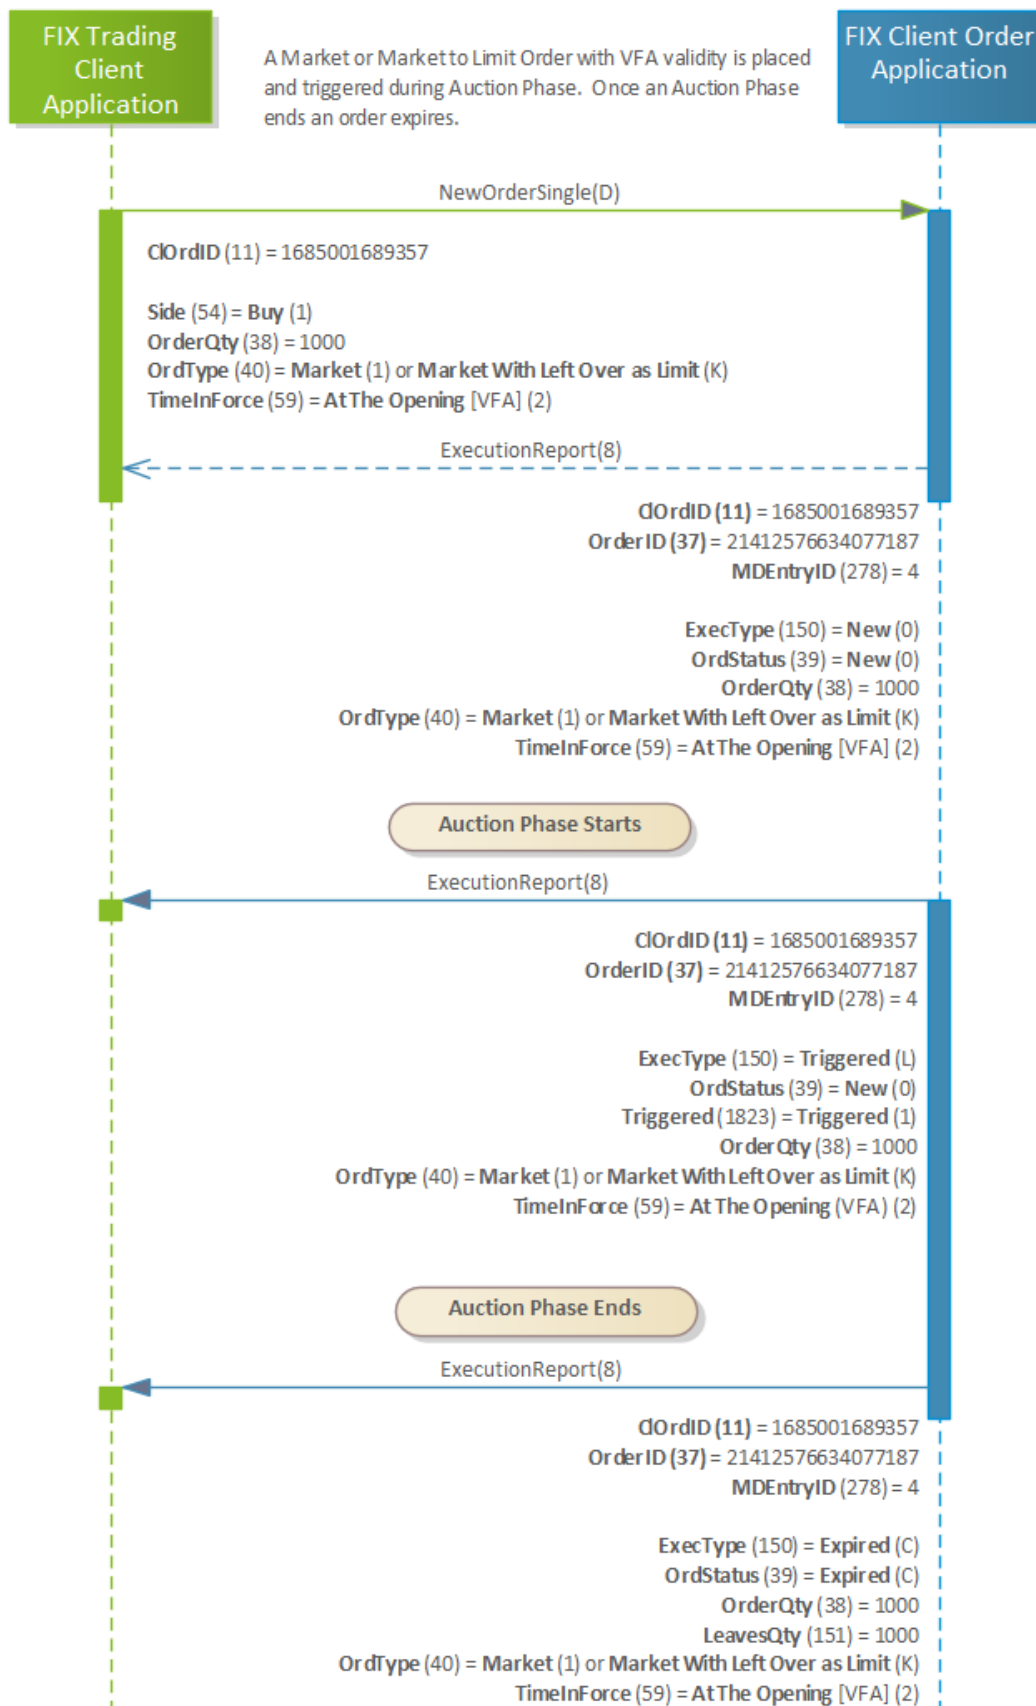 FIX Trading
Client
Application
A Market or Market to Limit Order with VFA validity is placed
and triggered during Auction Phase. Once an Auction Phase
ends an order expires.
FIX Client Order
Application
NewOrderSingle(D)
ClOrdID (11) = 1685001689357
Side (54) = Buy (1)
OrderQty (38) = 1000
OrdType (40) = Market (1) or Market With Left Over as Limit (K)
TimeInForce (59) = At The Opening [VFA] (2)
ExecutionReport(8)
ClOrdID (11) = 1685001689357
OrderID (37) = 21412576634077187
MDEntryID (278) = 4
ExecType (150) = New (0)
OrdStatus (39) = New (0)
OrderQty (38) = 1000
OrdType (40) = Market (1) or Market With Left Over as Limit (K)
TimeInForce (59) = At The Opening [VFA] (2)
Auction Phase Starts
ExecutionReport(8)
ClOrdID (11) = 1685001689357
OrderID (37) = 21412576634077187
MDEntryID (278) = 4
ExecType (150) = Triggered (L)
OrdStatus (39) = New (0)
Triggered (1823) = Triggered (1)
OrderQty (38) = 1000
OrdType (40) = Market (1) or Market With Left Over as Limit (K)
TimeInForce (59) = At The Opening (VFA) (2)
Auction Phase Ends
ExecutionReport(8)
ClOrdID (11) = 1685001689357
OrderID (37) = 21412576634077187
MDEntryID (278) = 4
ExecType (150) = Expired (C)
OrdStatus (39) = Expired (C)
OrderQty (38) = 1000
LeavesQty (151) = 1000
OrdType (40) = Market (1) or Market With Left Over as Limit (K)
TimeInForce (59) = At The Opening [VFA] (2)